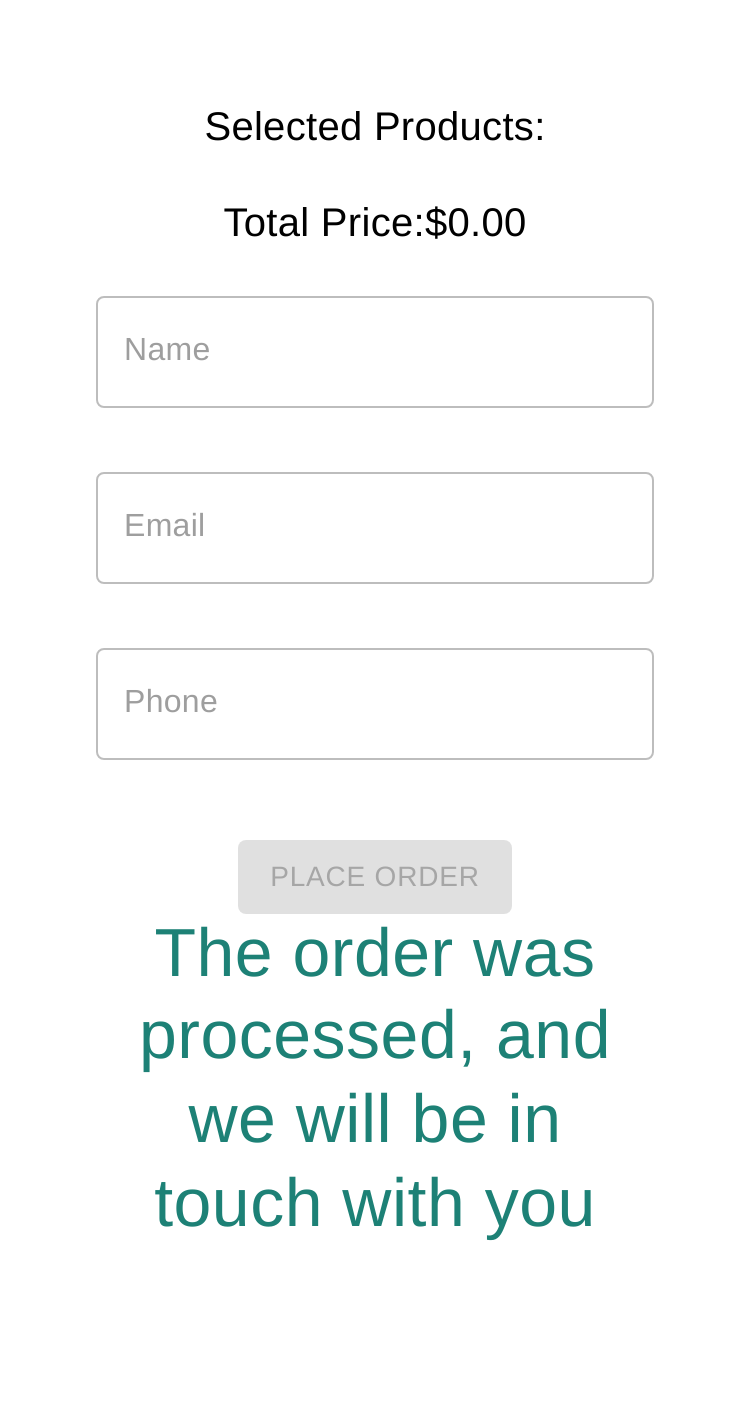 Selected Products:
Total Price:$0.00
Name
Email
Phone
PLACE ORDER
The order was
processed, and
we will be in
touch with you